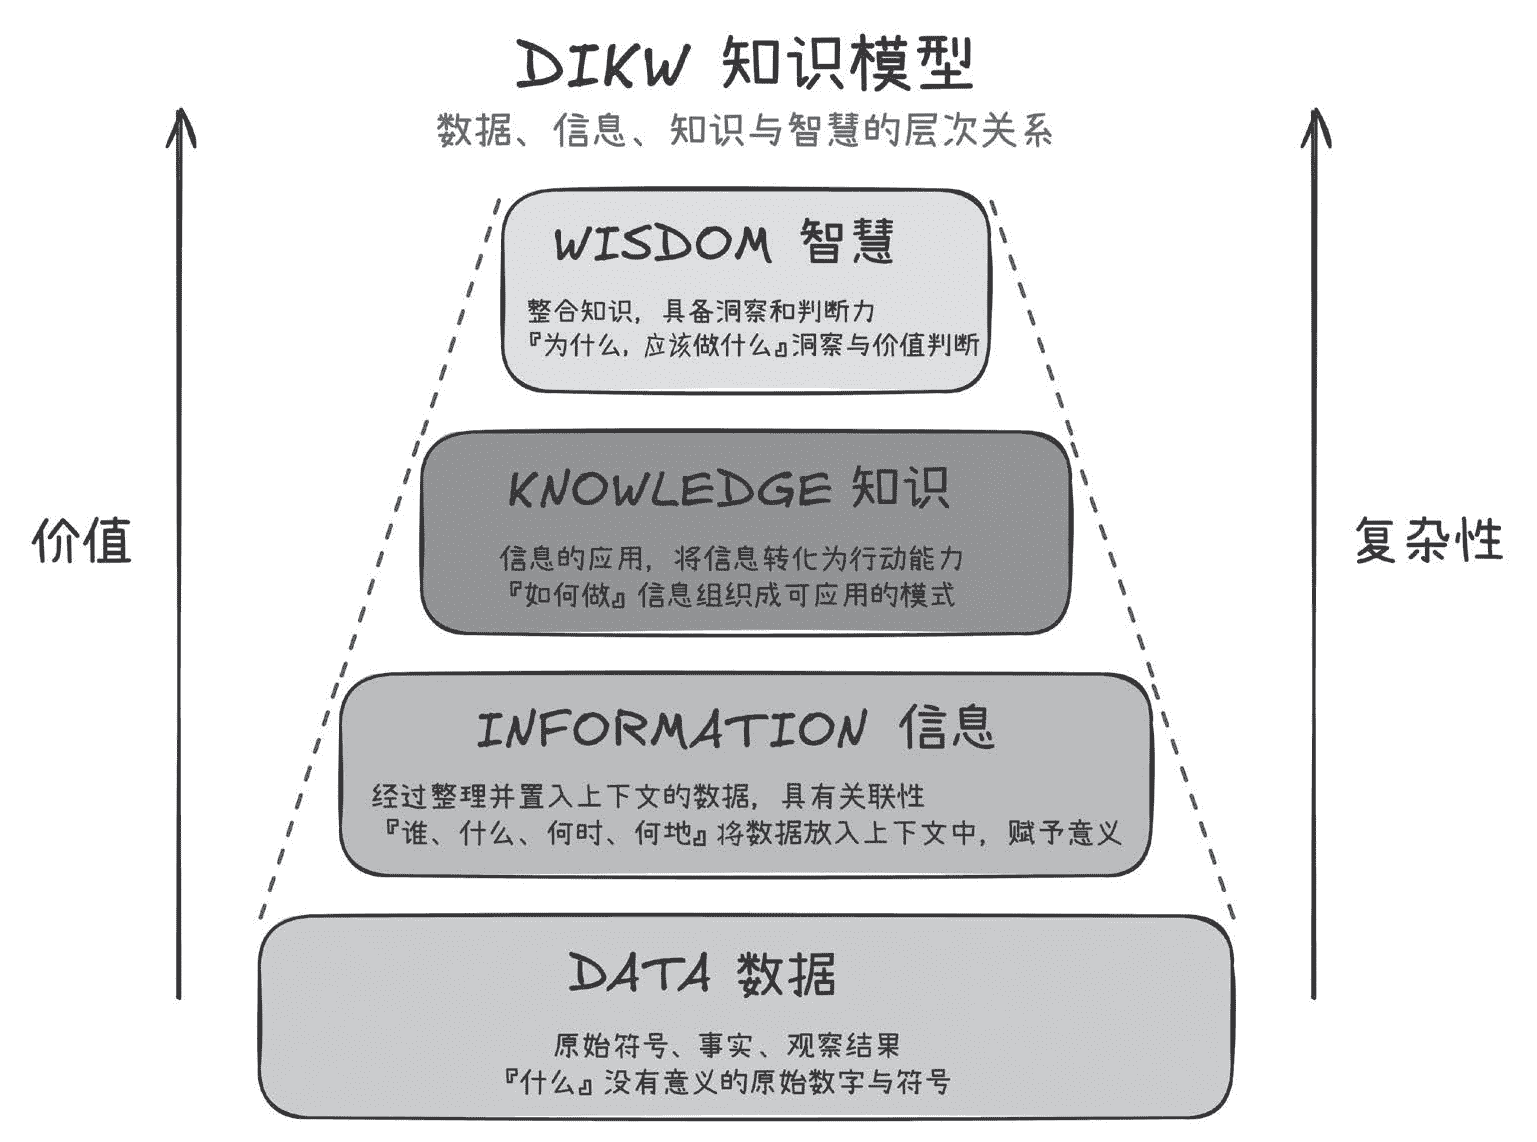 DIKW 知识模型
数据、信息、知识与智慧的层次关系
WISDOM 智慧
整合知识，具备洞察和判断力
『为什么，应该做什么』洞察与价值判断
KNOWLEDGE 知识
信息的应用，将信息转化为行动能力
『如何做』信息组织成可应用的模式
价值
复杂性
INFORMATION 信息
经过整理并置入上下文的数据，具有关联性
『谁、什么、何时、何地』将数据放入上下文中，赋予意义
DATA 数据
原始符号、事实、观察结果
『什么』没有意义的原始数字与符号